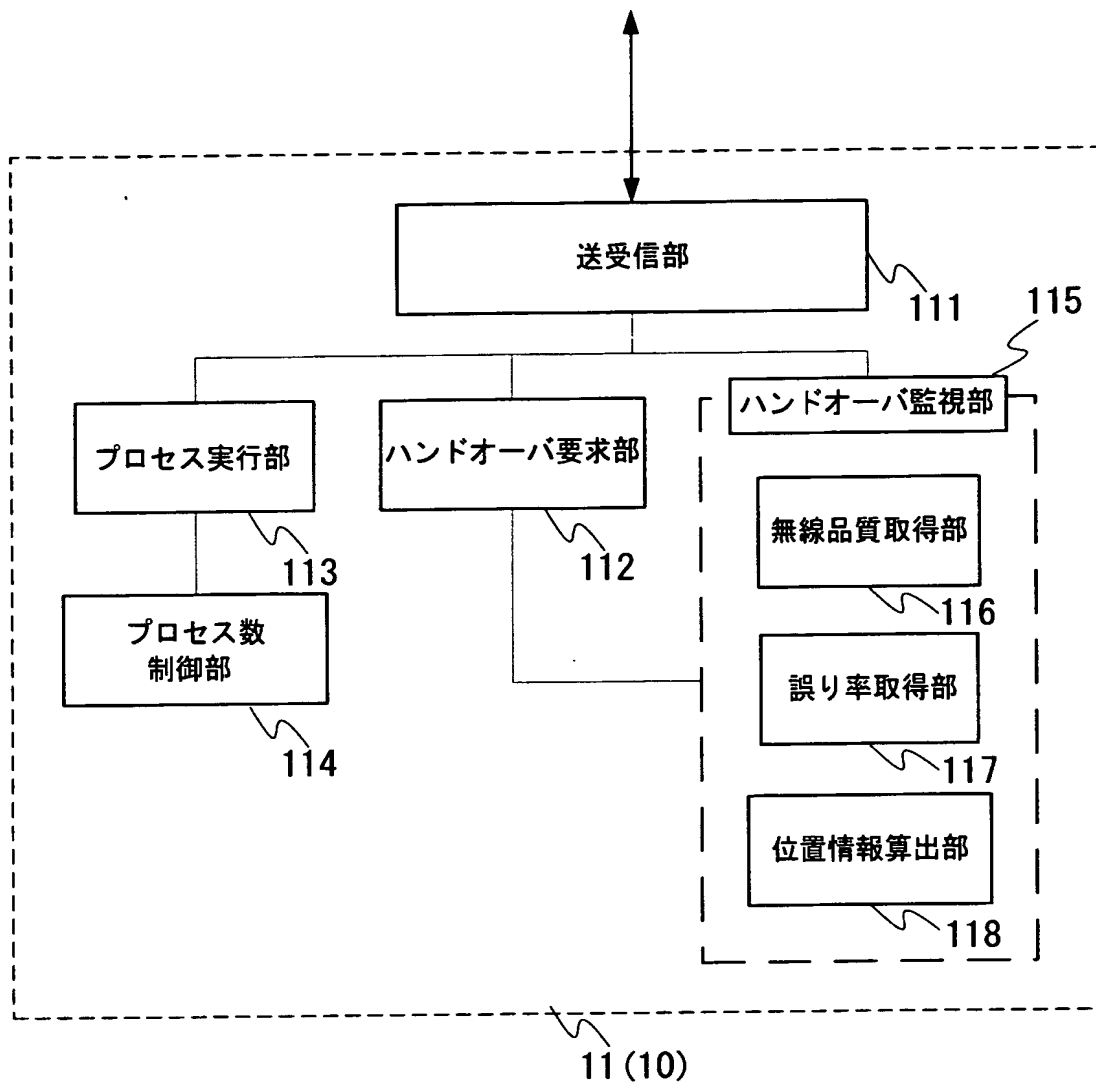 送受信部
111
115
ハンドオーバ監視部
プロセス実行部
ハンドオーバ要求部
113
112
無線品質取得部
116
プロセス数
制御部
114
誤り率取得部
117
位置情報算出部
118
11(10)